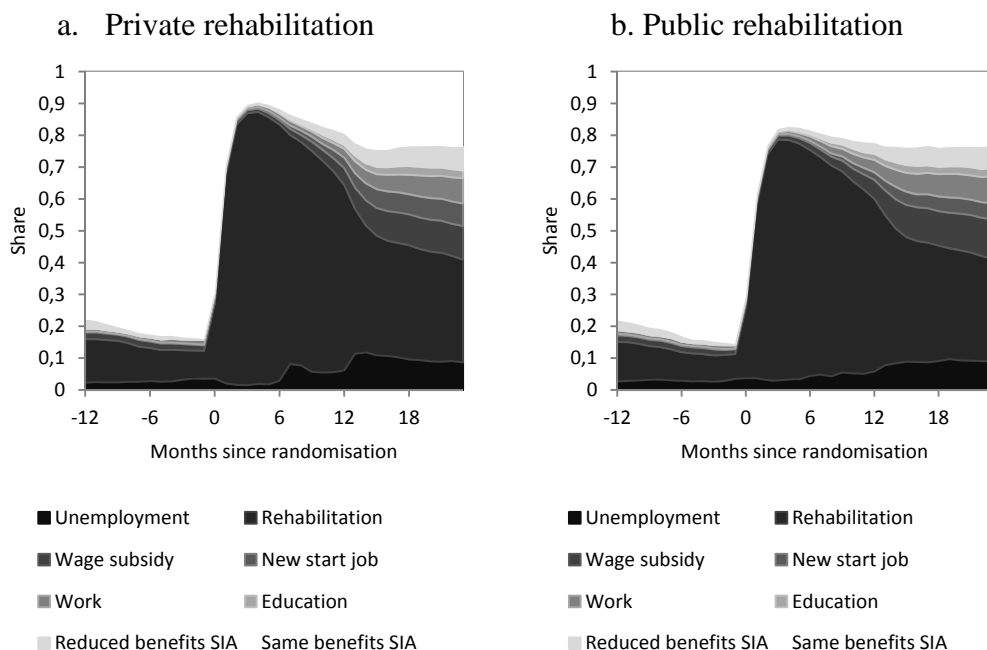 a. Private rehabilitation
1
0,9
0,8
0,7
0,6
0,5
0,4
0,3
0,2
0,1
0
Share
-12 -6 0 6 12 18
Months since randomisation
Unemployment Rehabilitation
Wage subsidy New start job
Work Education
Reduced benefits SIA Same benefits SIA
b. Public rehabilitation
1
0,9
0,8
0,7
0,6
0,5
0,4
0,3
0,2
0,1
0
Share
-12 -6 0 6 12 18
Months since randomisation
Unemployment Rehabilitation
Wage subsidy New start job
Work Education
Reduced benefits SIA Same benefits SIA